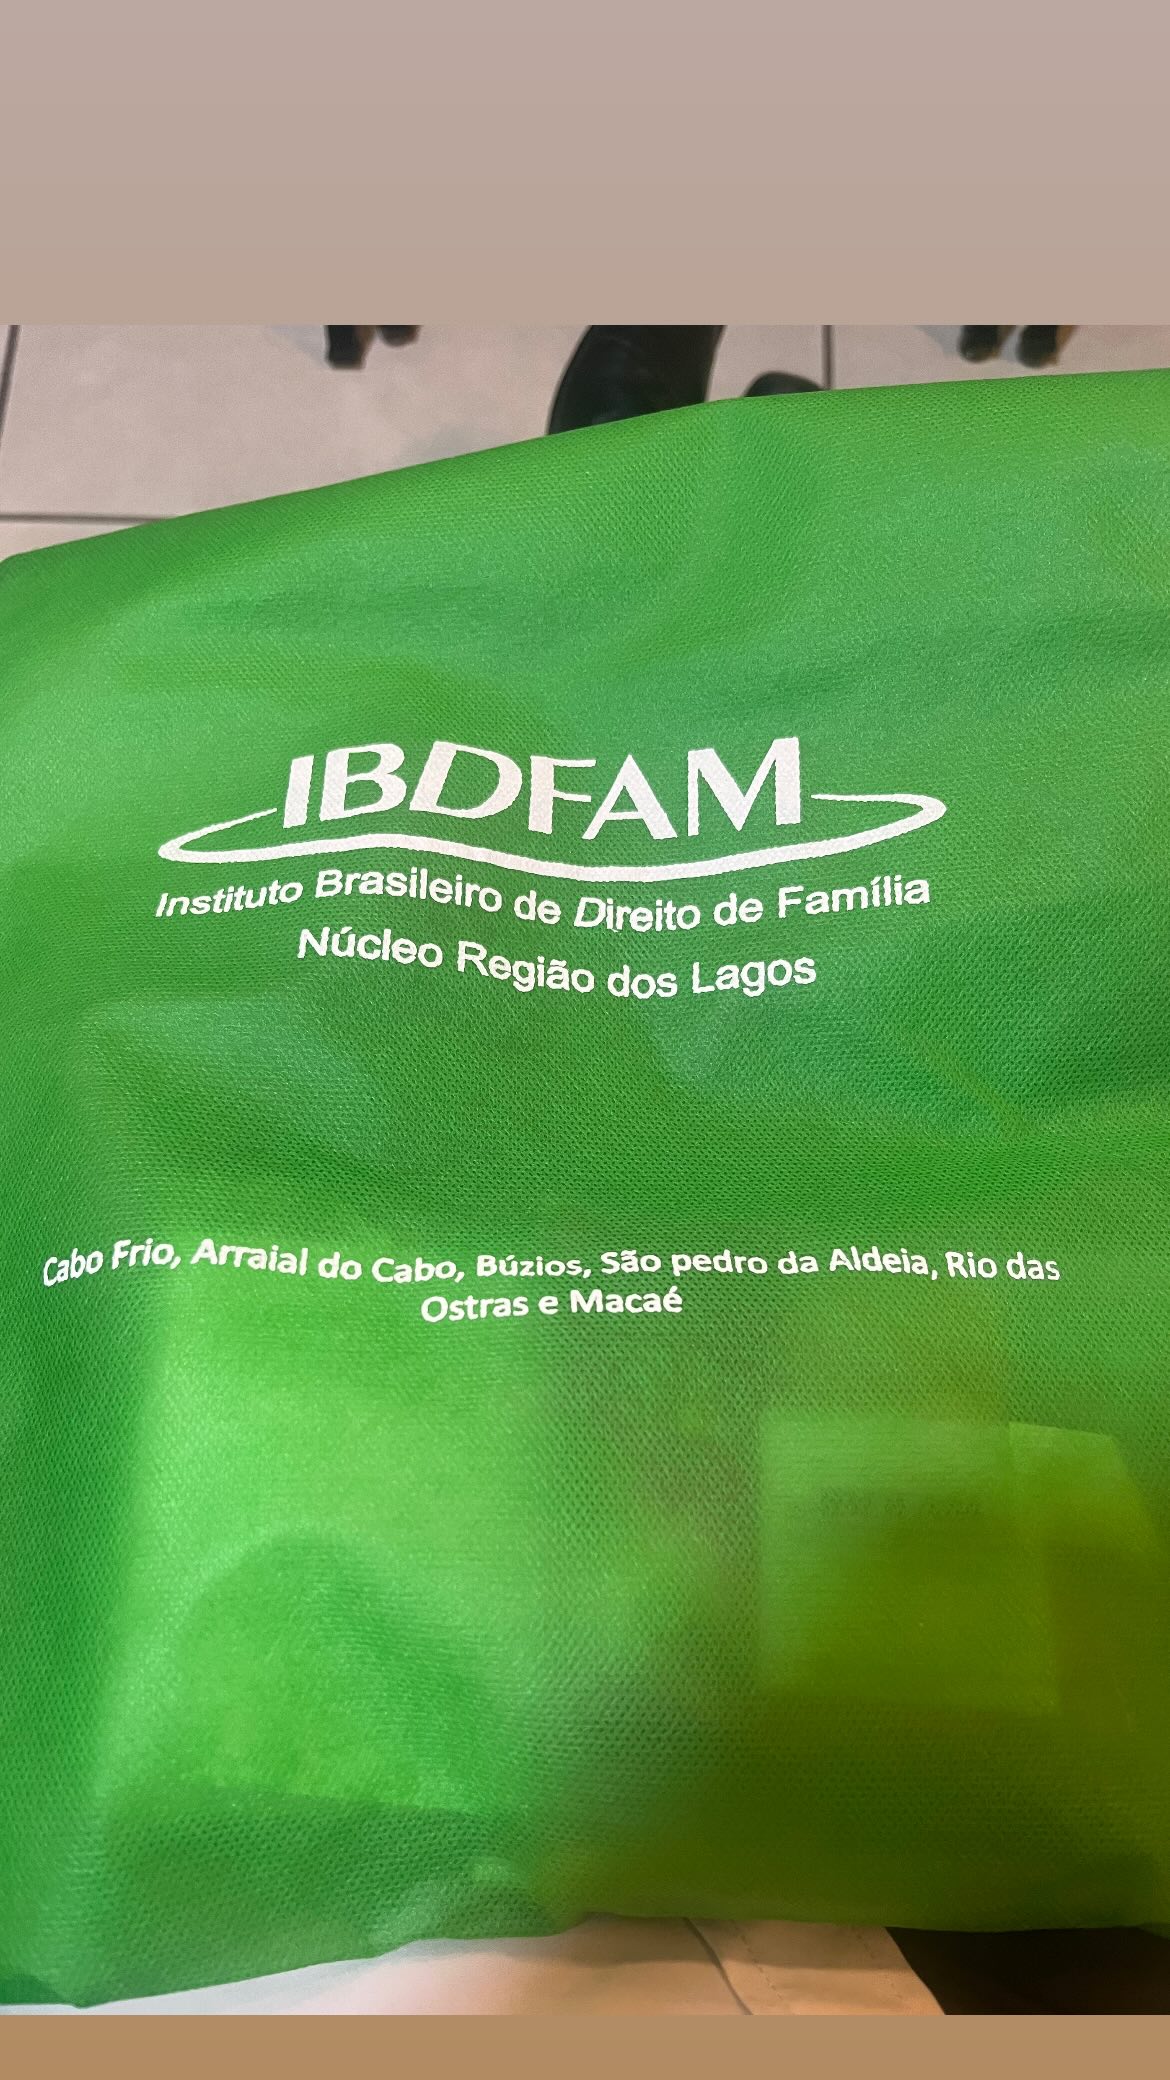 IBDFAM
Instituto Brasileiro de Direito de Família
Núcleo Região dos Lagos
Cabo Frio, Arraial do Cabo, Búzios, São pedro da Aldeia, Rio das
Ostras e Macaé